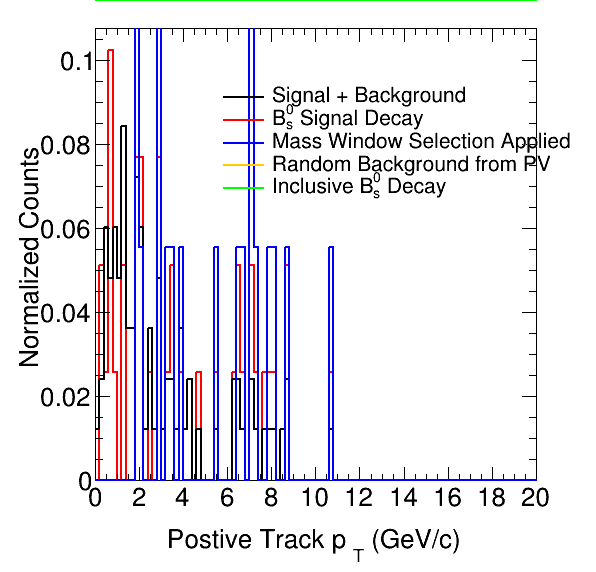 0.1
0.08
0.06
0.04
0.02
0
Normalized Counts
Signal + Background
B⁰ₛ Signal Decay
Mass Window Selection Applied
Random Background from PV
Inclusive B⁰ₛ Decay
0 2 4 6 8 10 12 14 16 18 20
Postive Track p_T (GeV/c)